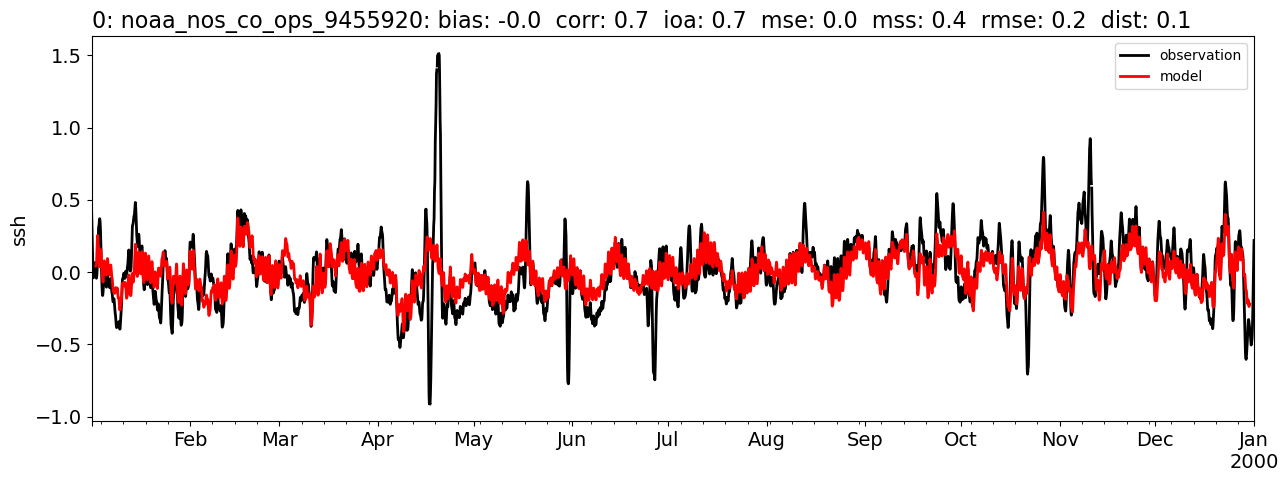 0: noaa_nos_co_ops_9455920: bias: -0.0  corr: 0.7  ioa: 0.7  mse: 0.0  mss: 0.4  rmse: 0.2  dist: 0.1
observation
model
1.5
1.0
0.5
0.0
−0.5
−1.0
ssh
Feb Mar Apr May Jun Jul Aug Sep Oct Nov Dec Jan
2000